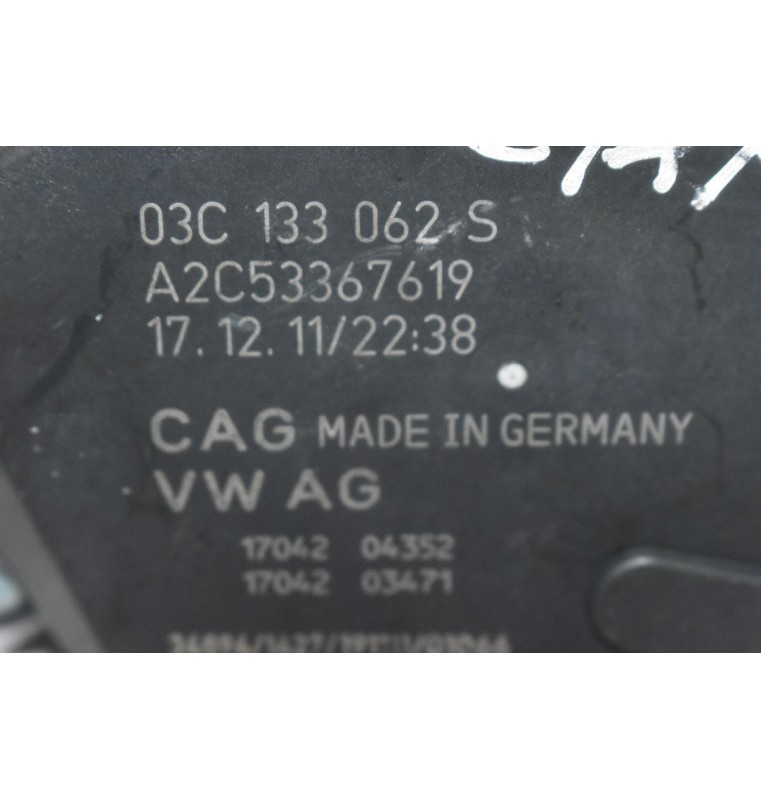 03C 133 062 S
A2C53367619
17.12.11/22:38
CAG MADE IN GERMANY
VW AG
17042 04352
17042 03471